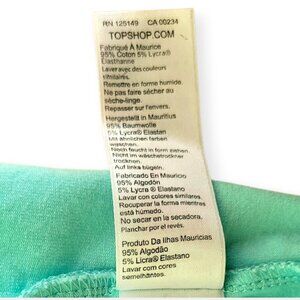 RN 125149 CA 00234
TOPSHOP.COM
Fabriqué À Maurice
95% Coton 5% Lycra®
Elasthanne
Laver avec des couleurs
similaires.
Remettre en forme humide.
Ne pas faire sécher au
sèche-linge.
Repasser sur l'envers.
Hergestellt in Mauritius
95% Baumwolle
5% Lycra® Elastan
Mit ähnlichen farben
waschen.
Noch feucht in form ziehen.
Nicht im wäschetrockner
trocknen.
Auf links bügeln.
Fabricado En Mauricio
95% Algodón
5% Lycra ® Elastano
Lavar con colores similares.
Recuperar la forma mientras
está húmedo.
No secar en la secadora.
Planchar por el revés.
Produto Da Ilhas Maurícias
95% Algodão
5% Licra® Elastano
Lavar com cores
semelhantes.